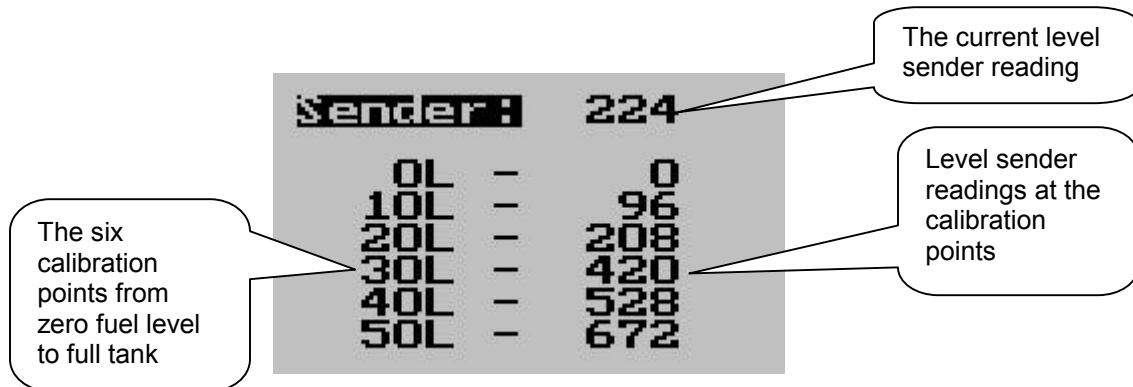 The current level
sender reading
Sender: 224
0L - 0
10L - 96
20L - 208
30L - 420
40L - 528
50L - 672
Level sender
readings at the
calibration
points
The six
calibration
points from
zero fuel level
to full tank